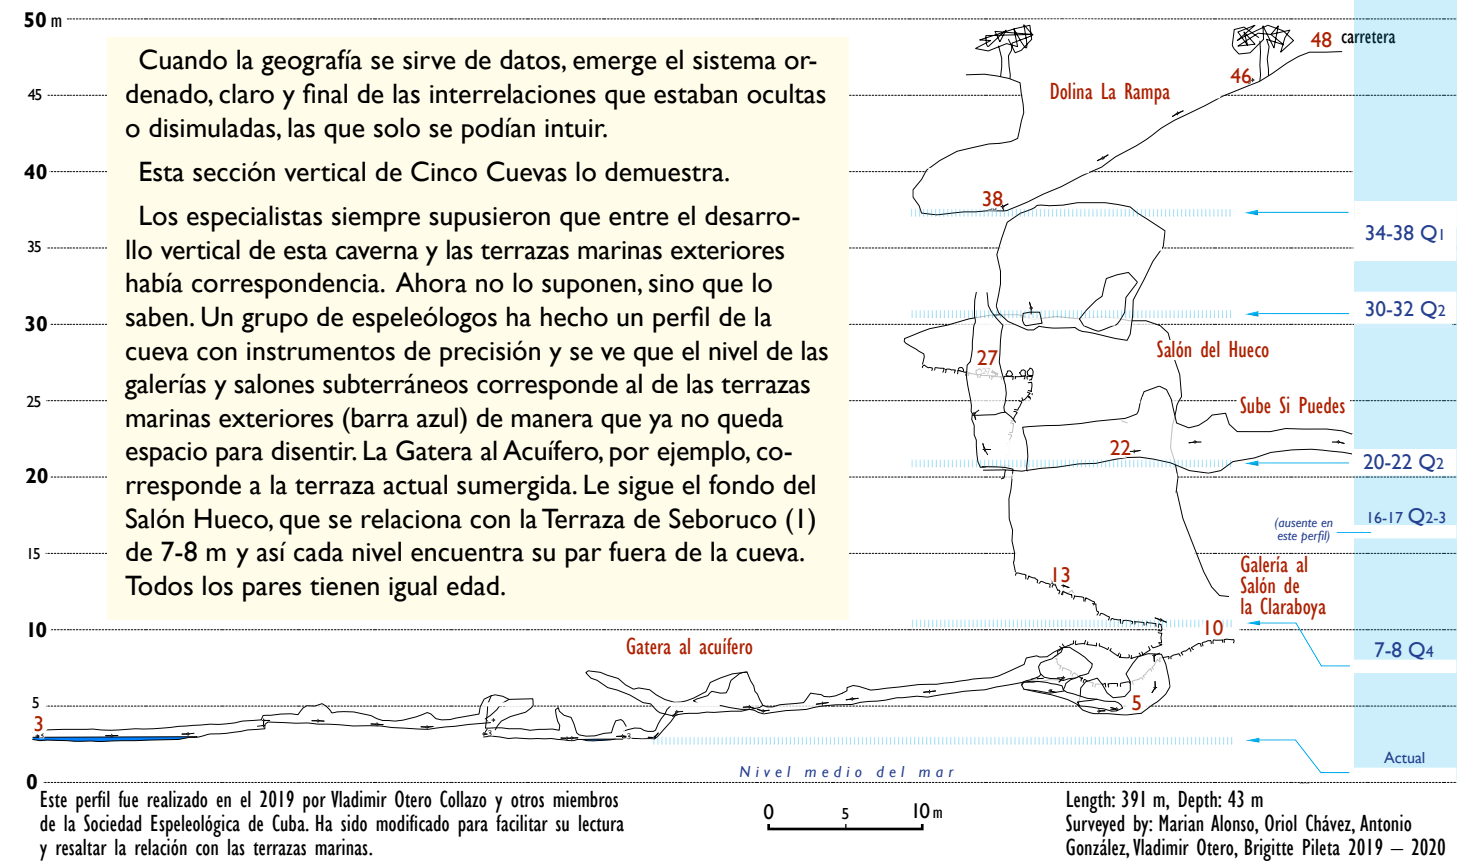 50 m
45
40
35
30
25
20
15
10
5
0
Cuando la geografía se sirve de datos, emerge el sistema or-
denado, claro y final de las interrelaciones que estaban ocultas
o disimuladas, las que solo se podían intuir.
Esta sección vertical de Cinco Cuevas lo demuestra.
Los especialistas siempre supusieron que entre el desarro-
llo vertical de esta caverna y las terrazas marinas exteriores
había correspondencia. Ahora no lo suponen, sino que lo
saben. Un grupo de espeleólogos ha hecho un perfil de la
cueva con instrumentos de precisión y se ve que el nivel de las
galerías y salones subterráneos corresponde al de las terrazas
marinas exteriores (barra azul) de manera que ya no queda
espacio para disentir. La Gatera al Acuífero, por ejemplo, co-
rresponde a la terraza actual sumergida. Le sigue el fondo del
Salón Hueco, que se relaciona con la Terraza de Seboruco (1)
de 7-8 m y así cada nivel encuentra su par fuera de la cueva.
Todos los pares tienen igual edad.
48 carretera
46
Dolina La Rampa
38
34-38 Q1
30-32 Q2
27
Salón del Hueco
Sube Si Puedes
22
20-22 Q2
16-17 Q2-3
(ausente en
este perfil)
13
Galería al
Salón de
la Claraboya
10
7-8 Q4
Gatera al acuífero
5
3
Actual
Nivel medio del mar
Este perfil fue realizado en el 2019 por Vladimir Otero Collazo y otros miembros
de la Sociedad Espeleológica de Cuba. Ha sido modificado para facilitar su lectura
y resaltar la relación con las terrazas marinas.
0 5 10 m
Length: 391 m, Depth: 43 m
Surveyed by: Marian Alonso, Oriol Chávez, Antonio
González, Vladimir Otero, Brigitte Pileta 2019 – 2020